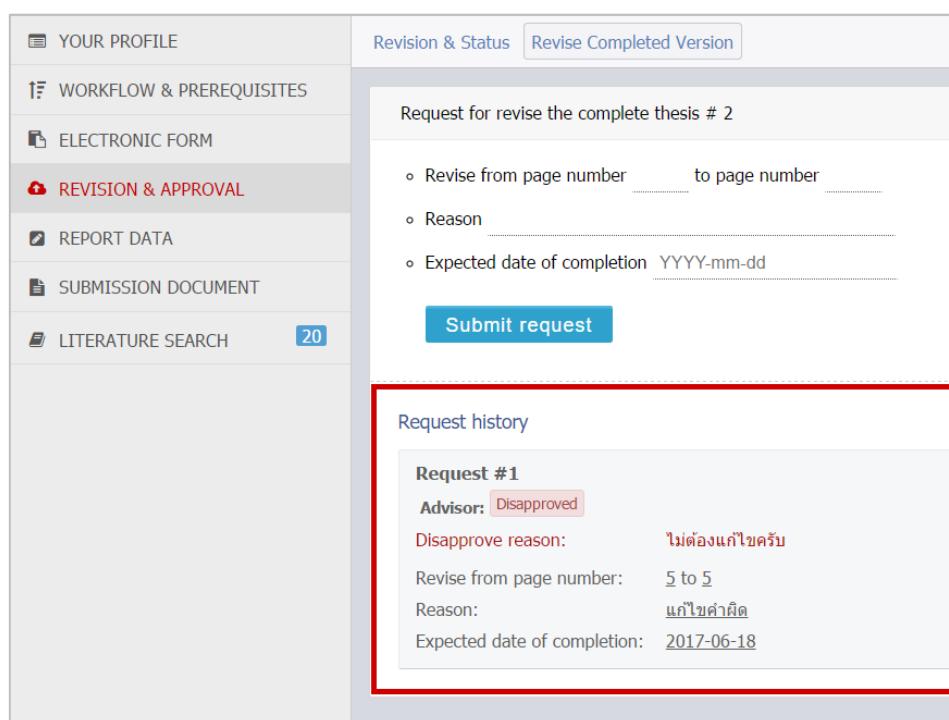 YOUR PROFILE
WORKFLOW & PREREQUISITES
ELECTRONIC FORM
REVISION & APPROVAL
REPORT DATA
SUBMISSION DOCUMENT
LITERATURE SEARCH 20
Revision & Status Revise Completed Version
Request for revise the complete thesis # 2
Revise from page number to page number
Reason
Expected date of completion YYYY-mm-dd
Submit request
Request history
Request #1
Advisor: Disapproved
Disapprove reason: ไม่ต้องแก้ไขครับ
Revise from page number: 5 to 5
Reason: แก้ไขคำผิด
Expected date of completion: 2017-06-18